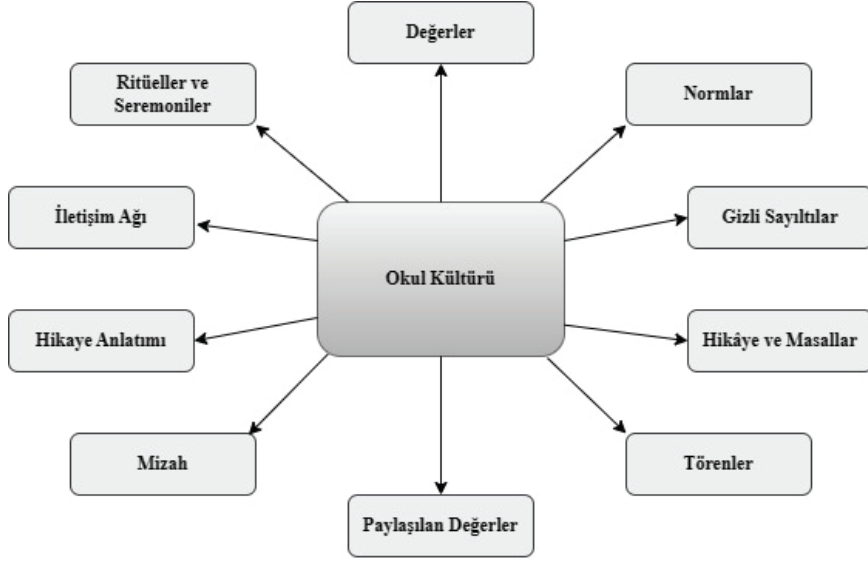 Değerler
Ritüeller ve
Seremoniler
Normlar
İletişim Ağı
Gizli Sayıltılar
Okul Kültürü
Hikaye Anlatımı
Hikâye ve Masallar
Mizah
Törenler
Paylaşılan Değerler